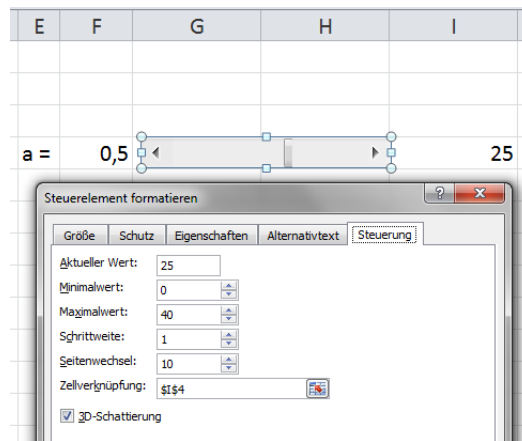 E F G H I
a = 0,5 25
Steuerelement formatieren
Größe Schutz Eigenschaften Alternativtext Steuerung
Aktueller Wert: 25
Minimalwert: 0
Maximalwert: 40
Schrittweite: 1
Seitenwechsel: 10
Zellverknüpfung: $I$4
3D-Schattierung